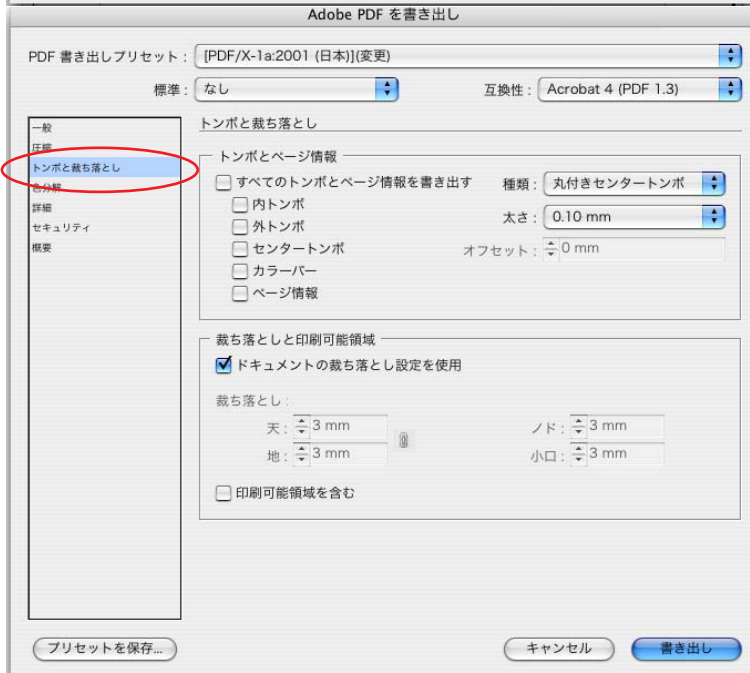 Adobe PDF を書き出し
PDF 書き出しプリセット : [PDF/X-1a:2001 (日本)](変更)
標準 : なし 互換性 : Acrobat 4 (PDF 1.3)
一般
圧縮
トンボと裁ち落とし
色分解
詳細
セキュリティ
概要
トンボと裁ち落とし
トンボとページ情報
すべてのトンボとページ情報を書き出す 種類 : 丸付きセンタートンボ
内トンボ
外トンボ 太さ : 0.10 mm
センタートンボ オフセット : 0 mm
カラーバー
ページ情報
裁ち落としと印刷可能領域
ドキュメントの裁ち落とし設定を使用
裁ち落とし :
天 : 3 mm ノド : 3 mm
地 : 3 mm 小口 : 3 mm
印刷可能領域を含む
プリセットを保存... キャンセル 書き出し